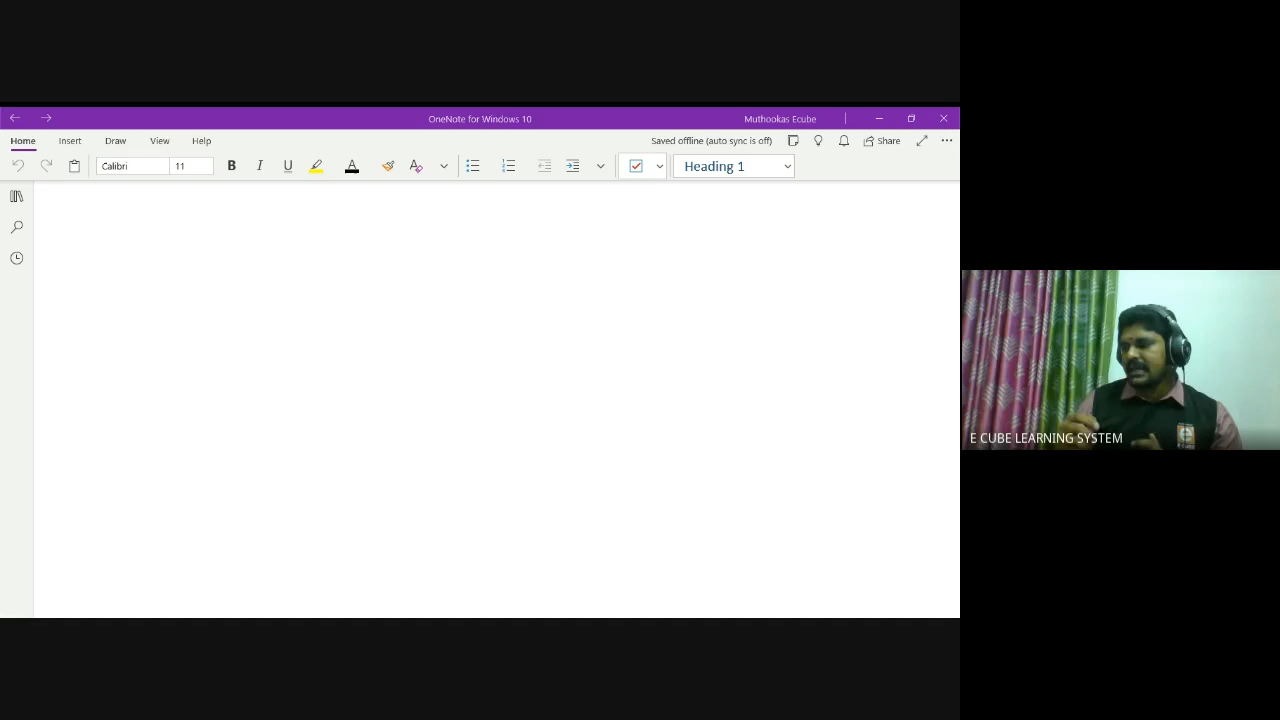 OneNote for Windows 10
Muthookas Ecube
Home Insert Draw View Help
Saved offline (auto sync is off)
Share
Calibri 11 B I U A A Heading 1
E CUBE LEARNING SYSTEM